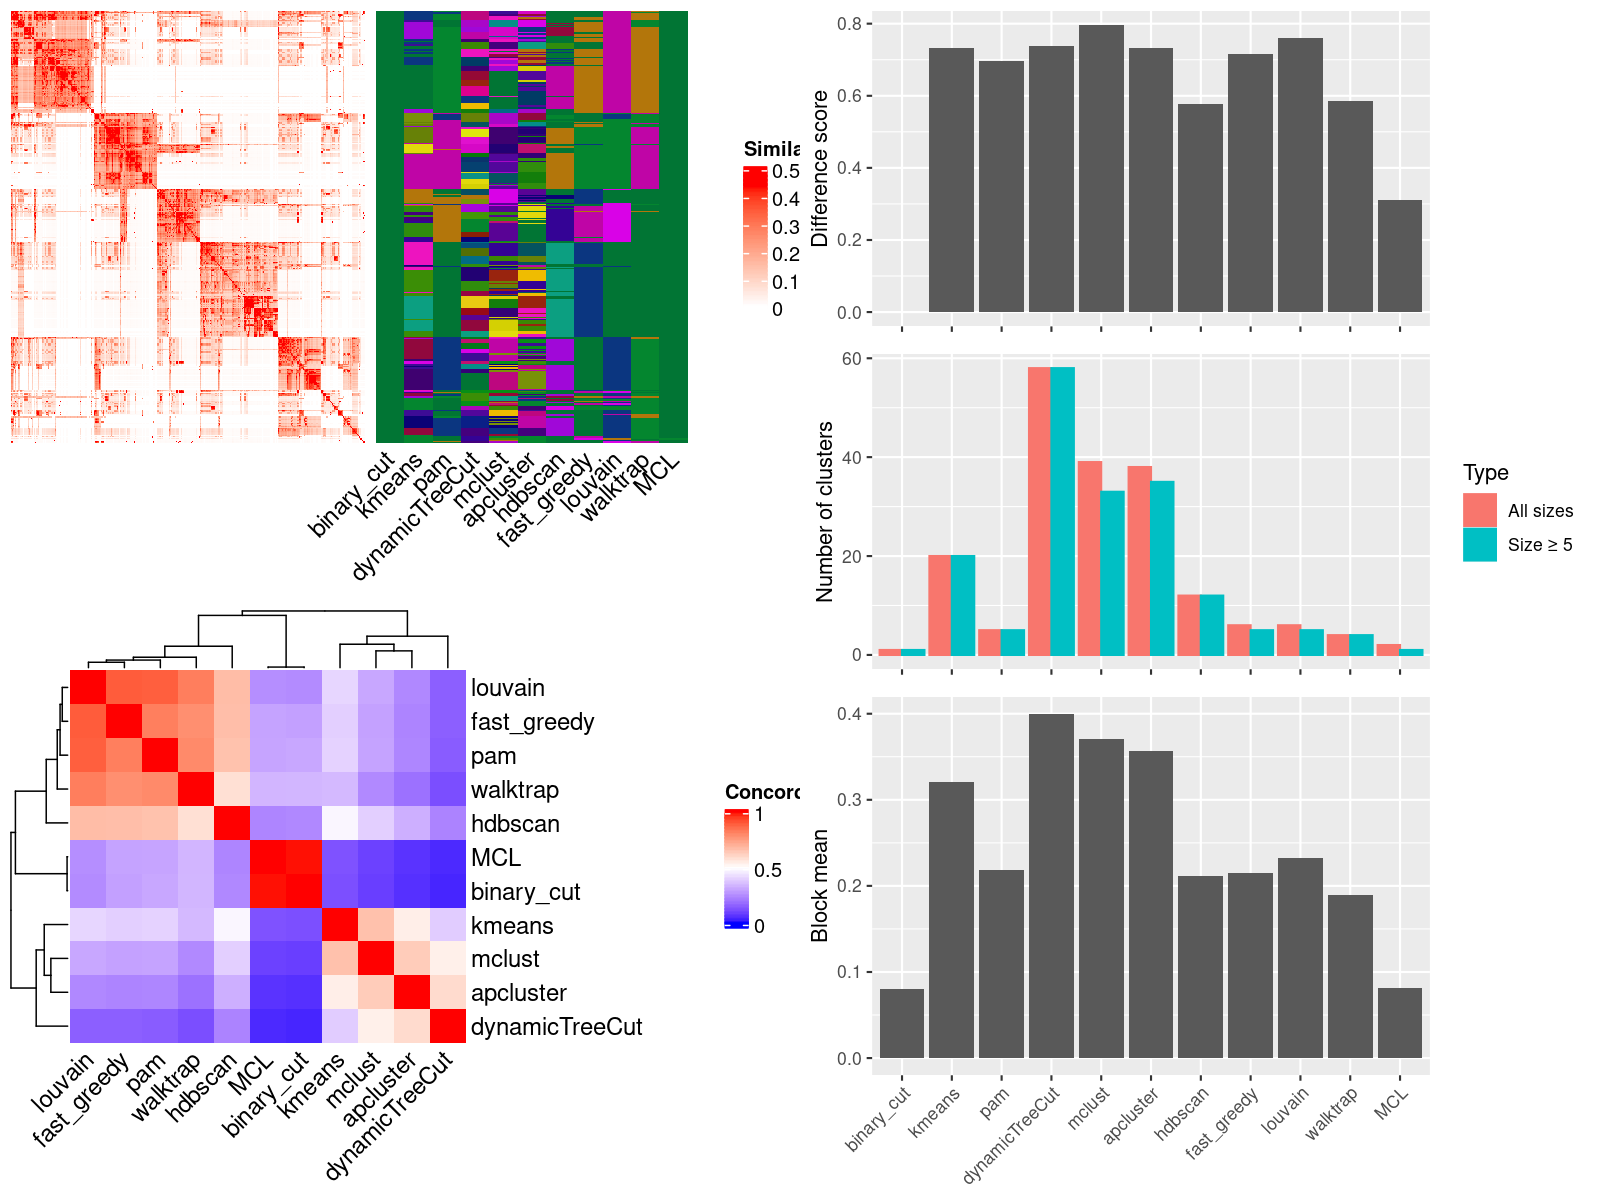 Simila
0.5
0.4
0.3
0.2
0.1
0
binary_cut
kmeans
pam
dynamicTreeCut
mclust
apcluster
hdbscan
fast_greedy
louvain
walktrap
MCL
Difference score
0.8
0.6
0.4
0.2
0.0
Number of clusters
60
40
20
0
Type
All sizes
Size ≥ 5
louvain
fast_greedy
pam
walktrap
hdbscan
MCL
binary_cut
kmeans
mclust
apcluster
dynamicTreeCut
louvain
fast_greedy
pam
walktrap
hdbscan
MCL
binary_cut
kmeans
mclust
apcluster
dynamicTreeCut
Concord
1
0.5
0
Block mean
0.4
0.3
0.2
0.1
0.0
binary_cut
kmeans
pam
dynamicTreeCut
mclust
apcluster
hdbscan
fast_greedy
louvain
walktrap
MCL